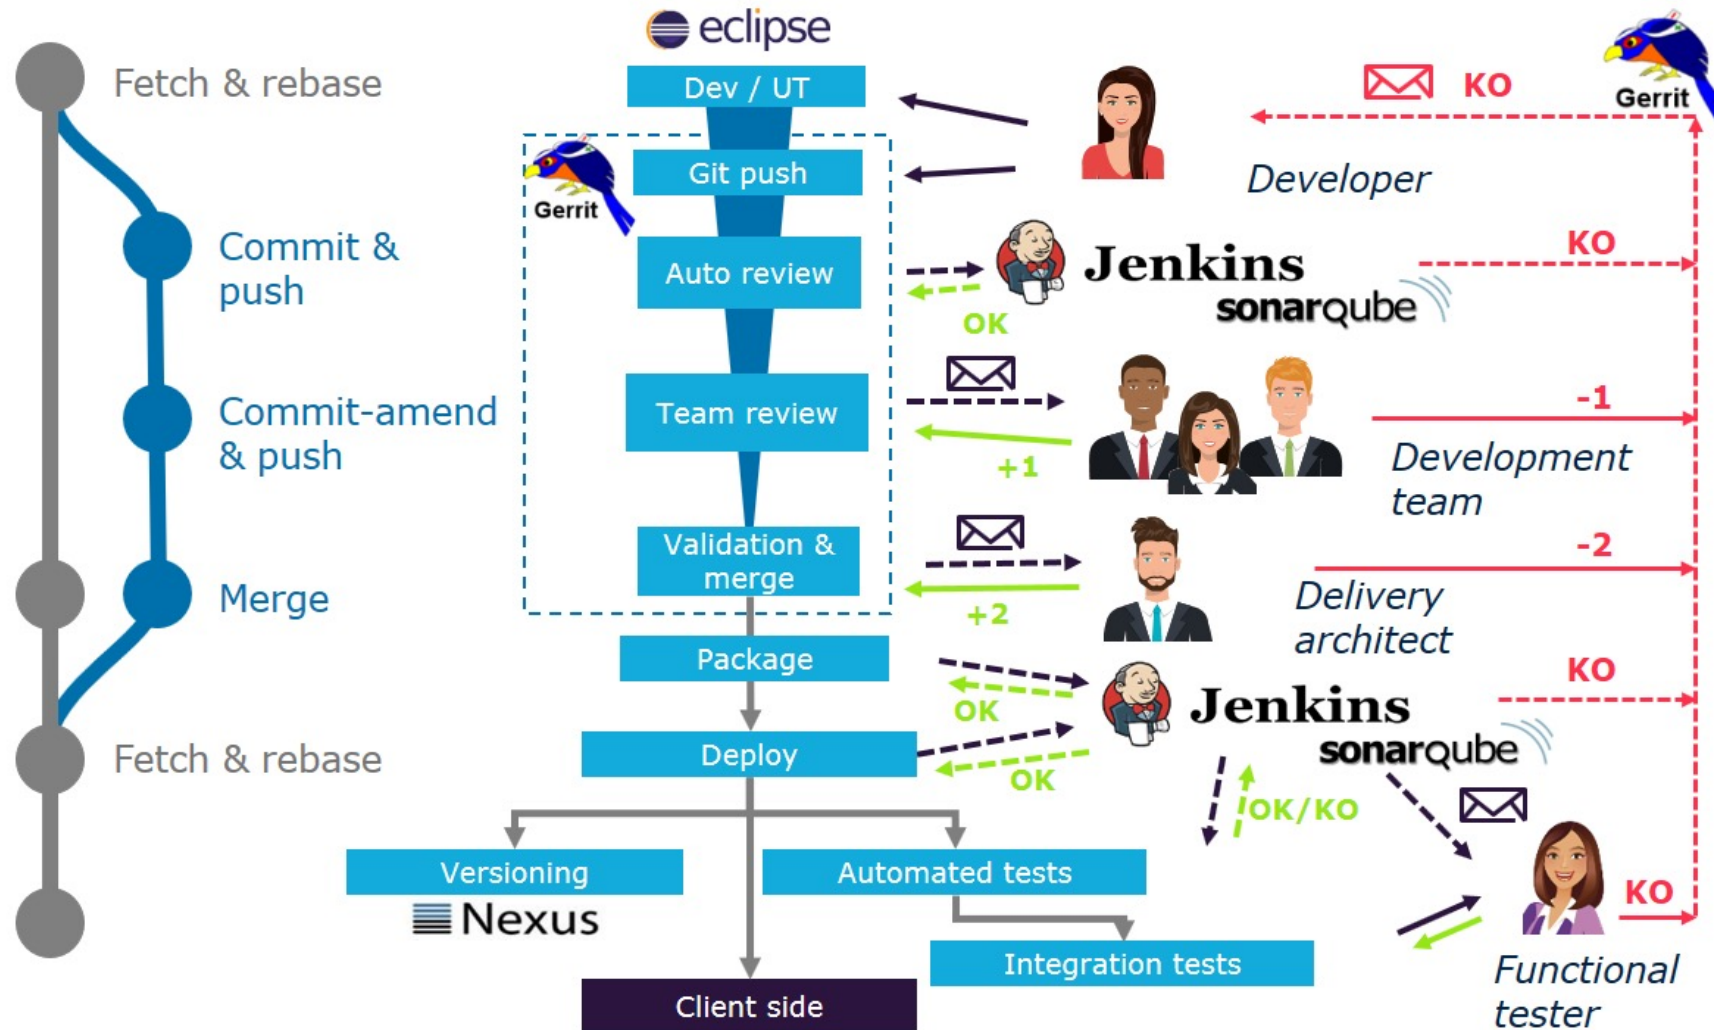 eclipse
Fetch & rebase
Dev / UT
KO
Gerrit
Git push
Developer
Gerrit
Commit &
push
Auto review
Jenkins
sonarqube
KO
OK
Commit-amend
& push
Team review
+1
-1
Development
team
Validation &
merge
Merge
+2
-2
Delivery
architect
Package
OK
Jenkins
sonarqube
KO
Fetch & rebase
Deploy
OK
OK/KO
Versioning
Nexus
Automated tests
KO
Integration tests
Functional
tester
Client side